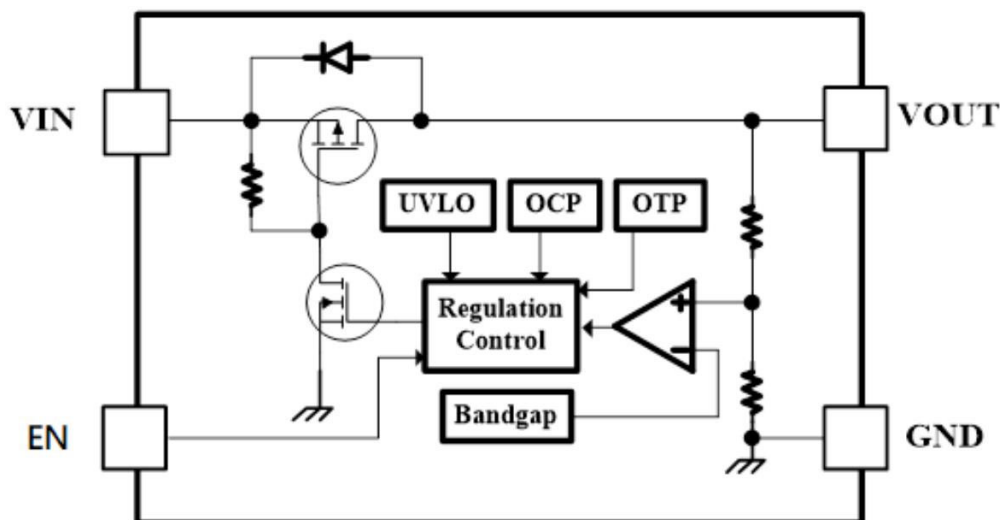 VIN
VOUT
UVLO
OCP
OTP
Regulation
Control
+
−
Bandgap
EN
GND